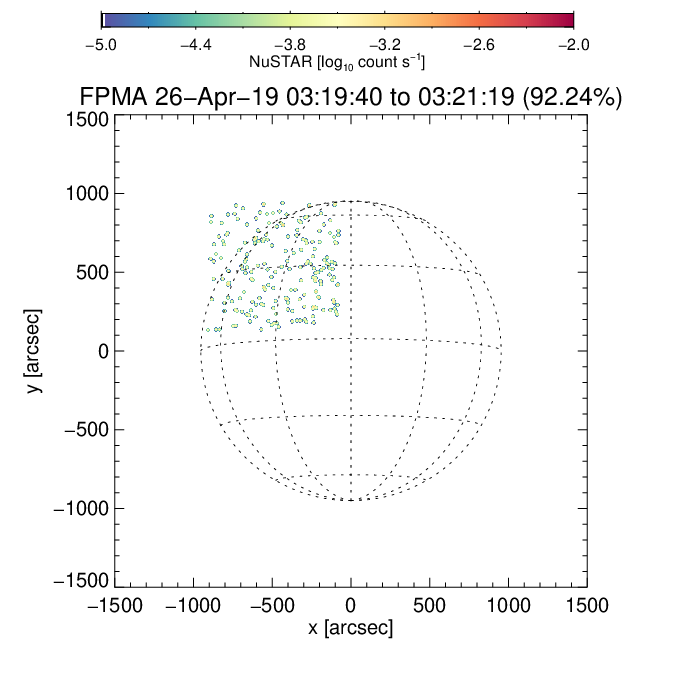 −5.0 −4.4 −3.8 −3.2 −2.6 −2.0
NuSTAR [log₁₀ count s⁻¹]
FPMA 26−Apr−19 03:19:40 to 03:21:19 (92.24%)
1500
1000
500
0
−500
−1000
−1500
y [arcsec]
−1500 −1000 −500 0 500 1000 1500
x [arcsec]